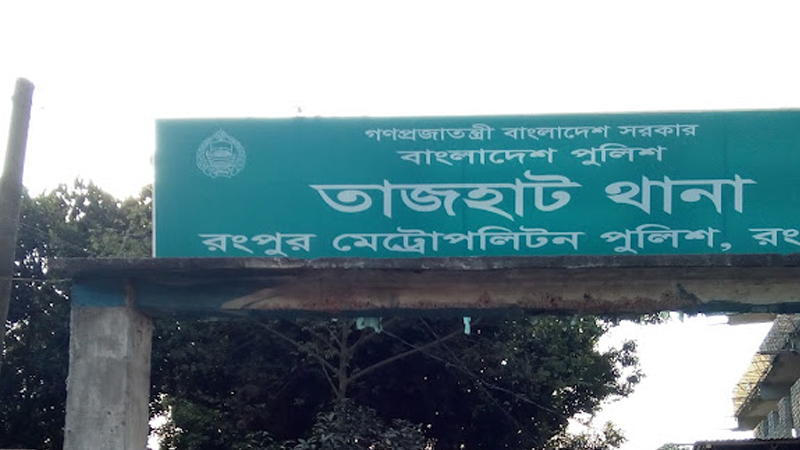 গণপ্রজাতন্ত্রী বাংলাদেশ সরকার
বাংলাদেশ পুলিশ
তাজহাট থানা
রংপুর মেট্রোপলিটন পুলিশ,